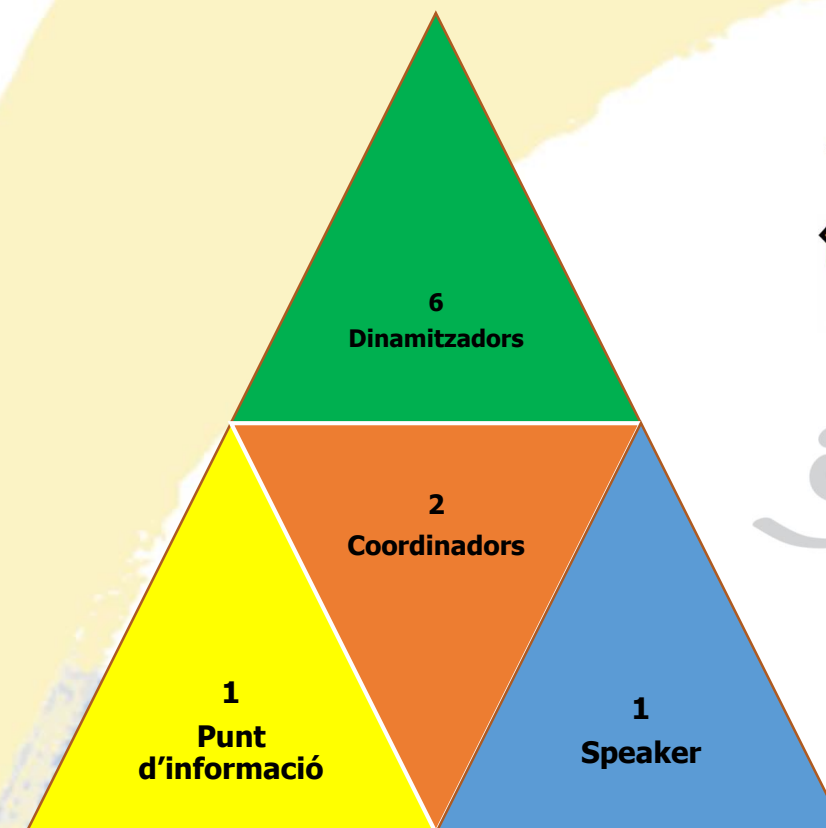 6
Dinamitzadors
2
Coordinadors
1
Punt
d’informació
1
Speaker